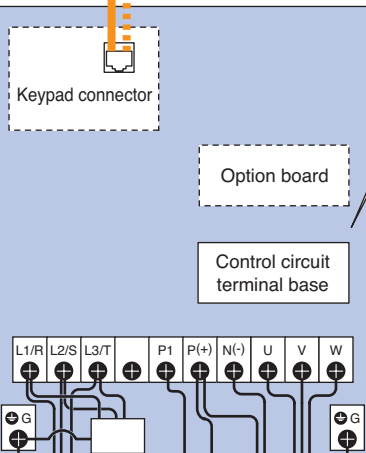 Keypad connector
Option board
Control circuit
terminal base
L1/R L2/S L3/T P1 P(+) N(-) U V W
G G